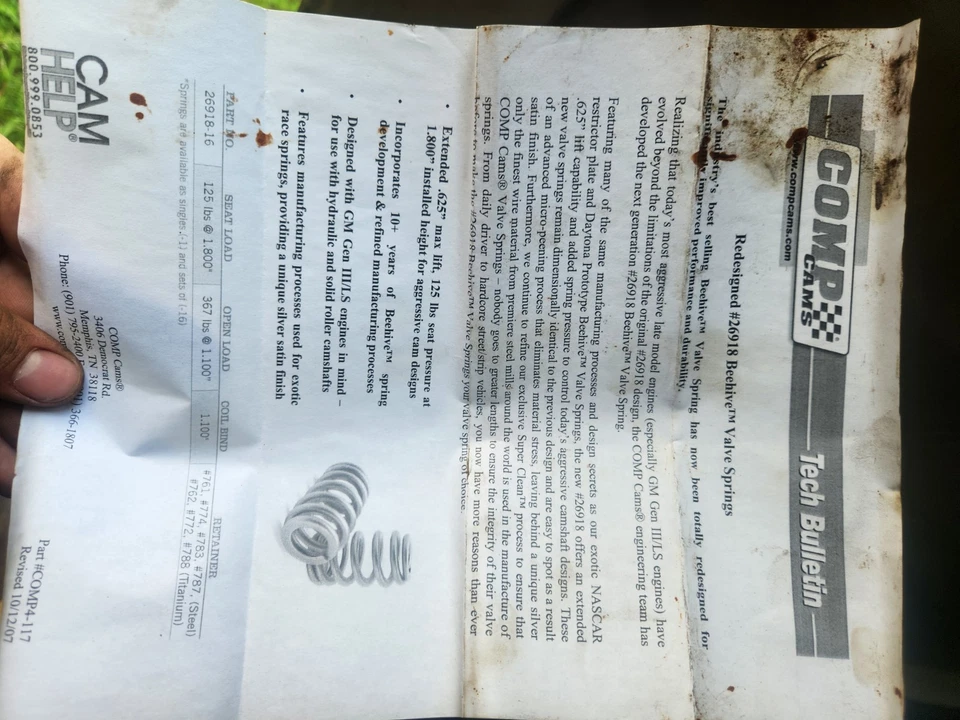 COMP
CAMS®
Tech Bulletin
www.compcams.com
Redesigned #26918 Beehive™ Valve Springs
The industry's best selling Beehive™ Valve Spring has now been totally redesigned for
significantly improved performance and durability.
Realizing that today's most aggressive late model engines (especially GM Gen III/LS engines) have
evolved beyond the limitations of the original #26918 design, the COMP Cams® engineering team has
developed the next generation #26918 Beehive™ Valve Spring.
Featuring many of the same manufacturing processes and design secrets as our exotic NASCAR
restrictor plate and Daytona Prototype Beehive™ Valve Springs, the new #26918 offers an extended
.625" lift capability and added spring pressure to control today's aggressive camshaft designs. These
new valve springs remain dimensionally identical to the previous design and are easy to spot as a result
of an advanced micro-peening process that eliminates material stress, leaving behind a unique silver
satin finish. Furthermore, we continue to refine our exclusive Super Clean™ process to ensure that
only the finest wire material from premiere steel mills around the world is used in the manufacture of
COMP Cams® Valve Springs – nobody goes to greater lengths to ensure the integrity of their valve
springs. From daily driver to hardcore street/strip vehicles, you now have more reasons than ever
before to make the #26918 Beehive™ Valve Springs your valve spring of choice.
• Extended .625" max lift, 125 lbs seat pressure at
1.800" installed height for aggressive cam designs
• Incorporates 10+ years of Beehive™ spring
development & refined manufacturing processes
• Designed with GM Gen III/LS engines in mind –
for use with hydraulic and solid roller camshafts
• Features manufacturing processes used for exotic
race springs, providing a unique silver satin finish
PART NO. SEAT LOAD OPEN LOAD COIL BIND RETAINER
26918-16 125 lbs @ 1.800" 367 lbs @ 1.100" 1.100" #761, #774, #783, #787, (Steel)
#762, #772, #788 (Titanium)
*Springs are available as singles (-1) and sets of (-16)
CAM
HELP®
800.999.0853
COMP Cams®
3406 Democrat Rd.
Memphis, TN 38118
Phone: (901) 795-2400 366-1807
www.
Part #COMP4-117
Revised 10/12/07